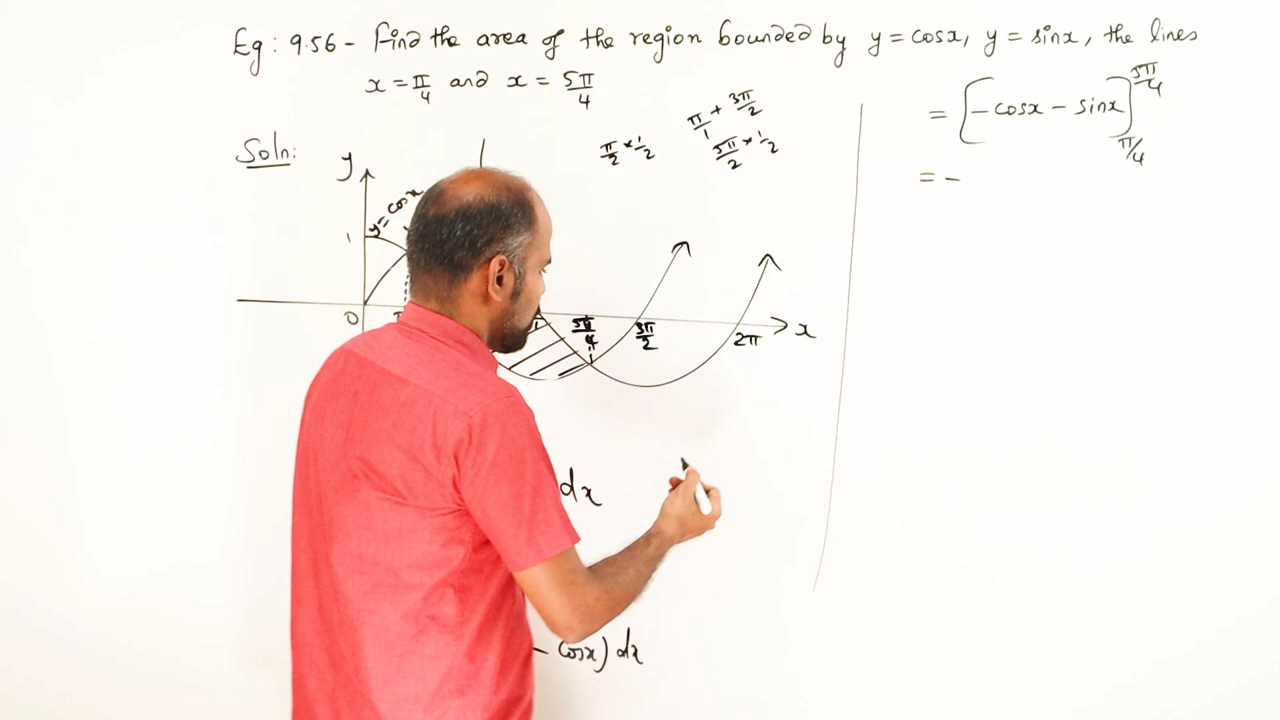 Eg: 9.56 - Find the area of the region bounded by y = cosx, y = sinx, the lines
x = π/4 and x = 5π/4
Soln:
π/2 × 1/2
π/1 + 3π/2
5π/2 × 1/2
y
y = cosx
1
0
5π/4
3π/2
2π
x
dx
- cosx) dx
= [-cosx - sinx]^{5π/4}_{π/4}
= -